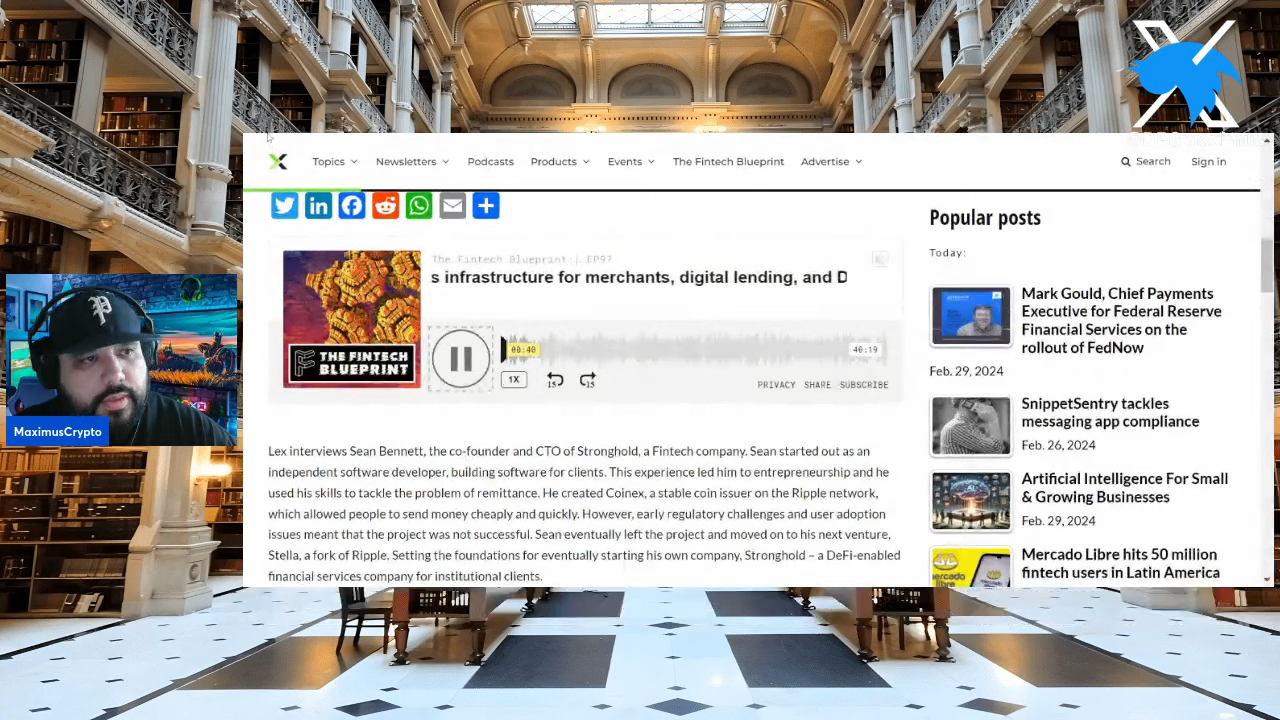 Topics
Newsletters
Podcasts
Products
Events
The Fintech Blueprint
Advertise
Search
Sign in
The Fintech Blueprint | EP97
s infrastructure for merchants, digital lending, and D
00:40
40:19
1X
15
15
PRIVACY SHARE SUBSCRIBE
THE FINTECH
BLUEPRINT
Lex interviews Sean Bennett, the co-founder and CTO of Stronghold, a Fintech company. Sean started out as an
independent software developer, building software for clients. This experience led him to entrepreneurship and he
used his skills to tackle the problem of remittance. He created Coinex, a stable coin issuer on the Ripple network,
which allowed people to send money cheaply and quickly. However, early regulatory challenges and user adoption
issues meant that the project was not successful. Sean eventually left the project and moved on to his next venture,
Stella, a fork of Ripple. Setting the foundations for eventually starting his own company, Stronghold – a DeFi-enabled
financial services company for institutional clients.
Popular posts
Today:
Mark Gould, Chief Payments
Executive for Federal Reserve
Financial Services on the
rollout of FedNow
Feb. 29, 2024
SnippetSentry tackles
messaging app compliance
Feb. 26, 2024
Artificial Intelligence For Small
& Growing Businesses
Feb. 29, 2024
mercado
libre
Mercado Libre hits 50 million
fintech users in Latin America
P
MaximusCrypto